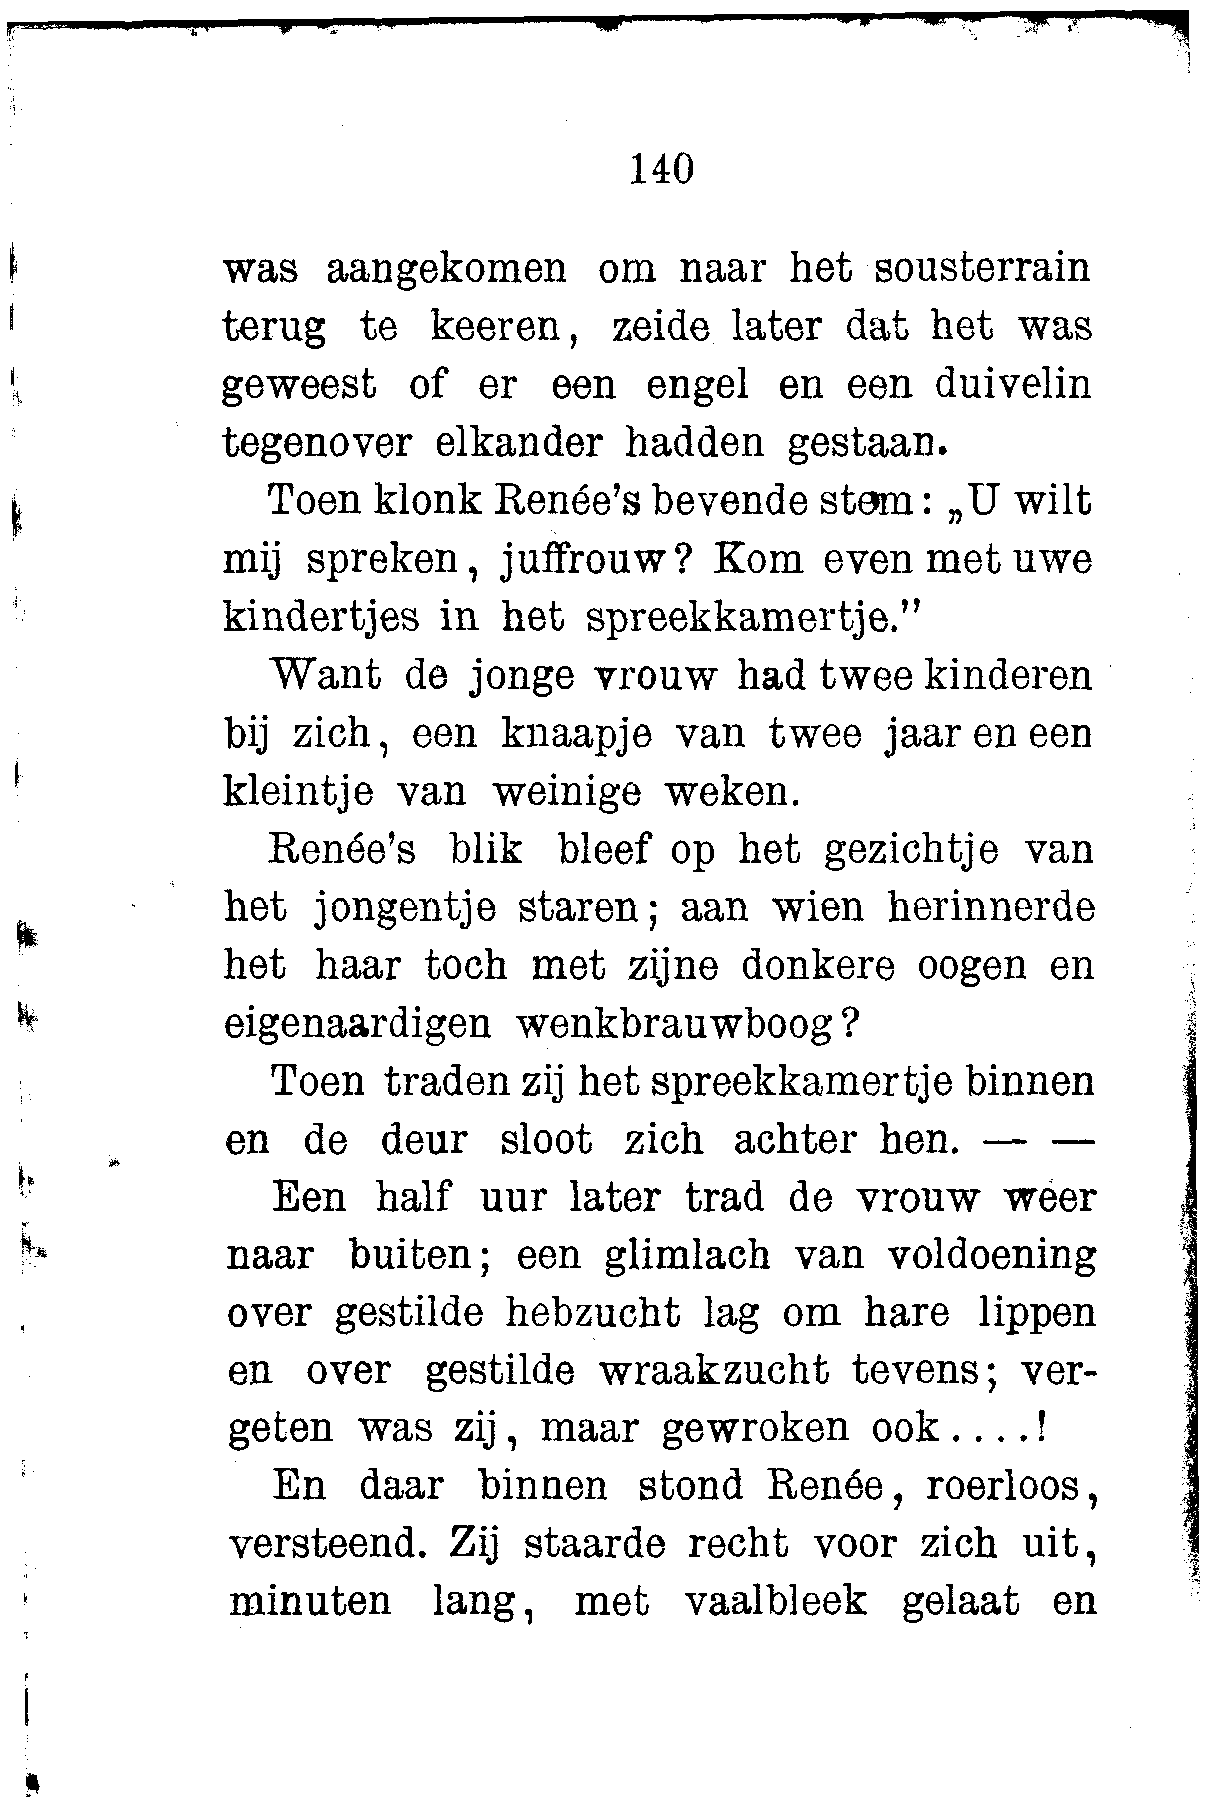 140
was aangekomen om naar het sousterrain
terug te keeren, zeide later dat het was
geweest of er een engel en een duivelin
tegenover elkander hadden gestaan.
Toen klonk Renée's bevende stem: „U wilt
mij spreken, juffrouw? Kom even met uwe
kindertjes in het spreekkamertje.”
Want de jonge vrouw had twee kinderen
bij zich, een knaapje van twee jaar en een
kleintje van weinige weken.
Renée's blik bleef op het gezichtje van
het jongentje staren; aan wien herinnerde
het haar toch met zijne donkere oogen en
eigenaardigen wenkbrauwboog?
Toen traden zij het spreekkamertje binnen
en de deur sloot zich achter hen. — —
Een half uur later trad de vrouw weer
naar buiten; een glimlach van voldoening
over gestilde hebzucht lag om hare lippen
en over gestilde wraakzucht tevens; ver-
geten was zij, maar gewroken ook....!
En daar binnen stond Renée, roerloos,
versteend. Zij staarde recht voor zich uit,
minuten lang, met vaalbleek gelaat en